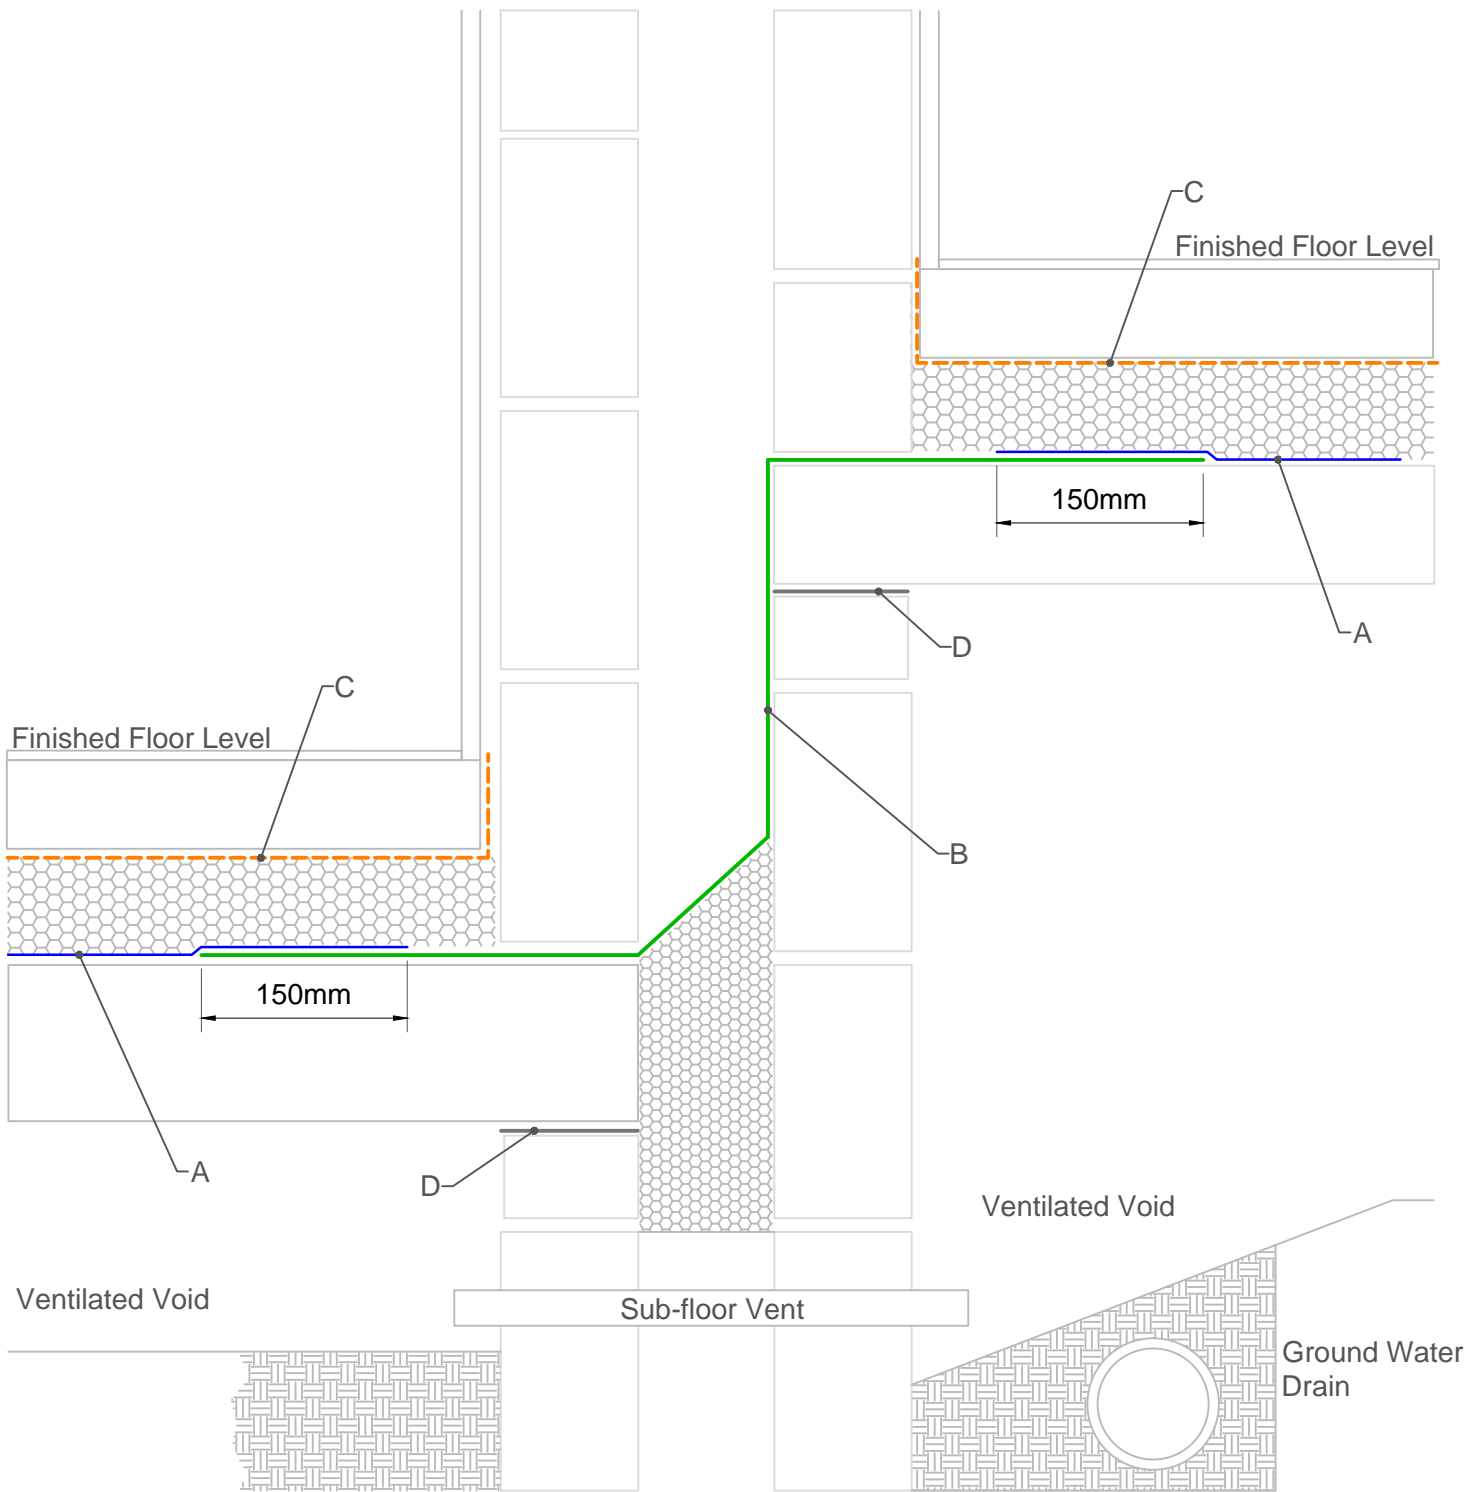 C
Finished Floor Level
150mm
A
D
C
Finished Floor Level
B
150mm
A
D
Ventilated Void
Ventilated Void
Sub-floor Vent
Ground Water
Drain